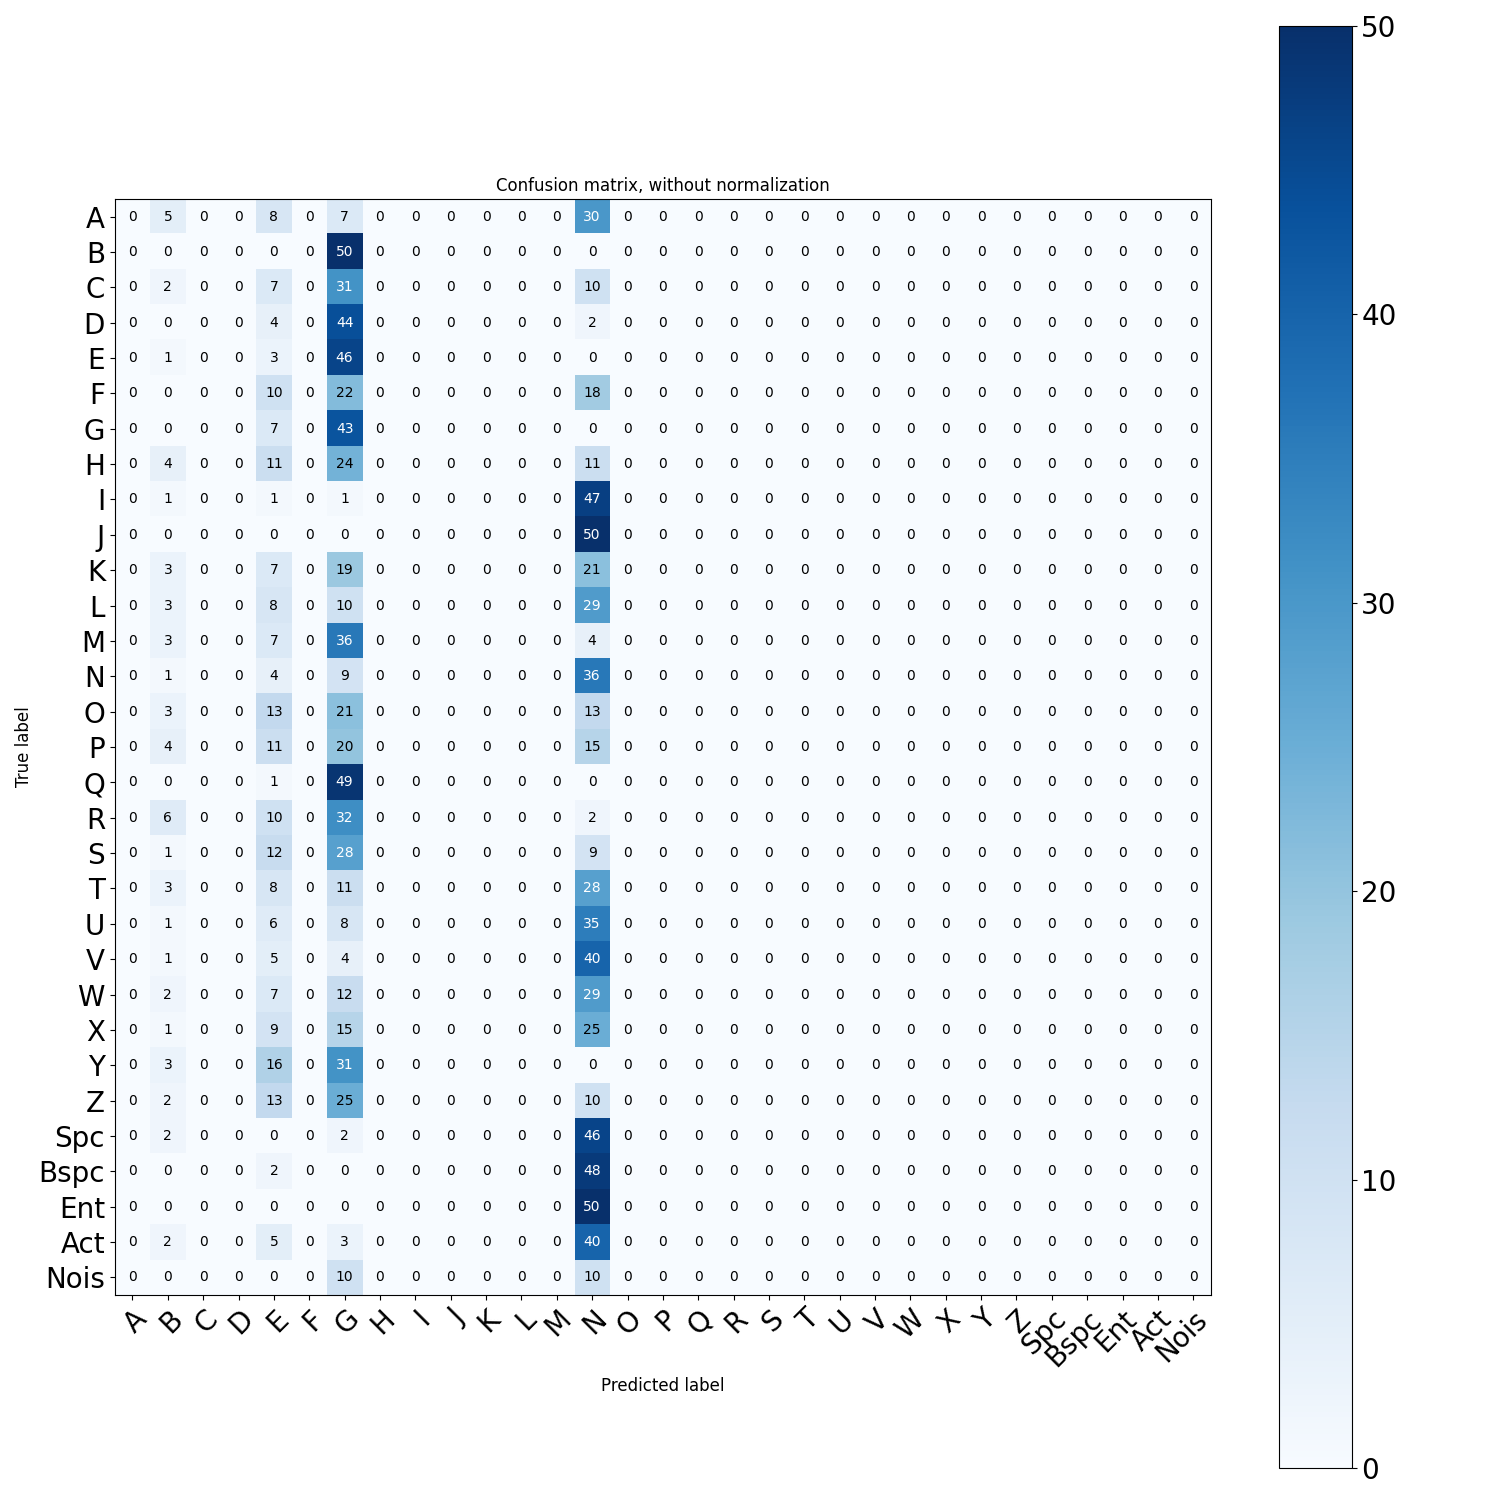 Confusion matrix, without normalization
A 0 5 0 0 8 0 7 0 0 0 0 0 0 30 0 0 0 0 0 0 0 0 0 0 0 0 0 0 0 0 0
B 0 0 0 0 0 0 50 0 0 0 0 0 0 0 0 0 0 0 0 0 0 0 0 0 0 0 0 0 0 0 0
C 0 2 0 0 7 0 31 0 0 0 0 0 0 10 0 0 0 0 0 0 0 0 0 0 0 0 0 0 0 0 0
D 0 0 0 0 4 0 44 0 0 0 0 0 0 2 0 0 0 0 0 0 0 0 0 0 0 0 0 0 0 0 0
E 0 1 0 0 3 0 46 0 0 0 0 0 0 0 0 0 0 0 0 0 0 0 0 0 0 0 0 0 0 0 0
F 0 0 0 0 10 0 22 0 0 0 0 0 0 18 0 0 0 0 0 0 0 0 0 0 0 0 0 0 0 0 0
G 0 0 0 0 7 0 43 0 0 0 0 0 0 0 0 0 0 0 0 0 0 0 0 0 0 0 0 0 0 0 0
H 0 4 0 0 11 0 24 0 0 0 0 0 0 11 0 0 0 0 0 0 0 0 0 0 0 0 0 0 0 0 0
I 0 1 0 0 1 0 1 0 0 0 0 0 0 47 0 0 0 0 0 0 0 0 0 0 0 0 0 0 0 0 0
J 0 0 0 0 0 0 0 0 0 0 0 0 0 50 0 0 0 0 0 0 0 0 0 0 0 0 0 0 0 0 0
K 0 3 0 0 7 0 19 0 0 0 0 0 0 21 0 0 0 0 0 0 0 0 0 0 0 0 0 0 0 0 0
L 0 3 0 0 8 0 10 0 0 0 0 0 0 29 0 0 0 0 0 0 0 0 0 0 0 0 0 0 0 0 0
M 0 3 0 0 7 0 36 0 0 0 0 0 0 4 0 0 0 0 0 0 0 0 0 0 0 0 0 0 0 0 0
N 0 1 0 0 4 0 9 0 0 0 0 0 0 36 0 0 0 0 0 0 0 0 0 0 0 0 0 0 0 0 0
O 0 3 0 0 13 0 21 0 0 0 0 0 0 13 0 0 0 0 0 0 0 0 0 0 0 0 0 0 0 0 0
P 0 4 0 0 11 0 20 0 0 0 0 0 0 15 0 0 0 0 0 0 0 0 0 0 0 0 0 0 0 0 0
Q 0 0 0 0 1 0 49 0 0 0 0 0 0 0 0 0 0 0 0 0 0 0 0 0 0 0 0 0 0 0 0
R 0 6 0 0 10 0 32 0 0 0 0 0 0 2 0 0 0 0 0 0 0 0 0 0 0 0 0 0 0 0 0
S 0 1 0 0 12 0 28 0 0 0 0 0 0 9 0 0 0 0 0 0 0 0 0 0 0 0 0 0 0 0 0
T 0 3 0 0 8 0 11 0 0 0 0 0 0 28 0 0 0 0 0 0 0 0 0 0 0 0 0 0 0 0 0
U 0 1 0 0 6 0 8 0 0 0 0 0 0 35 0 0 0 0 0 0 0 0 0 0 0 0 0 0 0 0 0
V 0 1 0 0 5 0 4 0 0 0 0 0 0 40 0 0 0 0 0 0 0 0 0 0 0 0 0 0 0 0 0
W 0 2 0 0 7 0 12 0 0 0 0 0 0 29 0 0 0 0 0 0 0 0 0 0 0 0 0 0 0 0 0
X 0 1 0 0 9 0 15 0 0 0 0 0 0 25 0 0 0 0 0 0 0 0 0 0 0 0 0 0 0 0 0
Y 0 3 0 0 16 0 31 0 0 0 0 0 0 0 0 0 0 0 0 0 0 0 0 0 0 0 0 0 0 0 0
Z 0 2 0 0 13 0 25 0 0 0 0 0 0 10 0 0 0 0 0 0 0 0 0 0 0 0 0 0 0 0 0
Spc 0 2 0 0 0 0 2 0 0 0 0 0 0 46 0 0 0 0 0 0 0 0 0 0 0 0 0 0 0 0 0
Bspc 0 0 0 0 2 0 0 0 0 0 0 0 0 48 0 0 0 0 0 0 0 0 0 0 0 0 0 0 0 0 0
Ent 0 0 0 0 0 0 0 0 0 0 0 0 0 50 0 0 0 0 0 0 0 0 0 0 0 0 0 0 0 0 0
Act 0 2 0 0 5 0 3 0 0 0 0 0 0 40 0 0 0 0 0 0 0 0 0 0 0 0 0 0 0 0 0
Nois 0 0 0 0 0 0 10 0 0 0 0 0 0 10 0 0 0 0 0 0 0 0 0 0 0 0 0 0 0 0 0
A B C D E F G H I J K L M N O P Q R S T U V W X Y Z Spc Bspc Ent Act Nois
True label
Predicted label
50
40
30
20
10
0